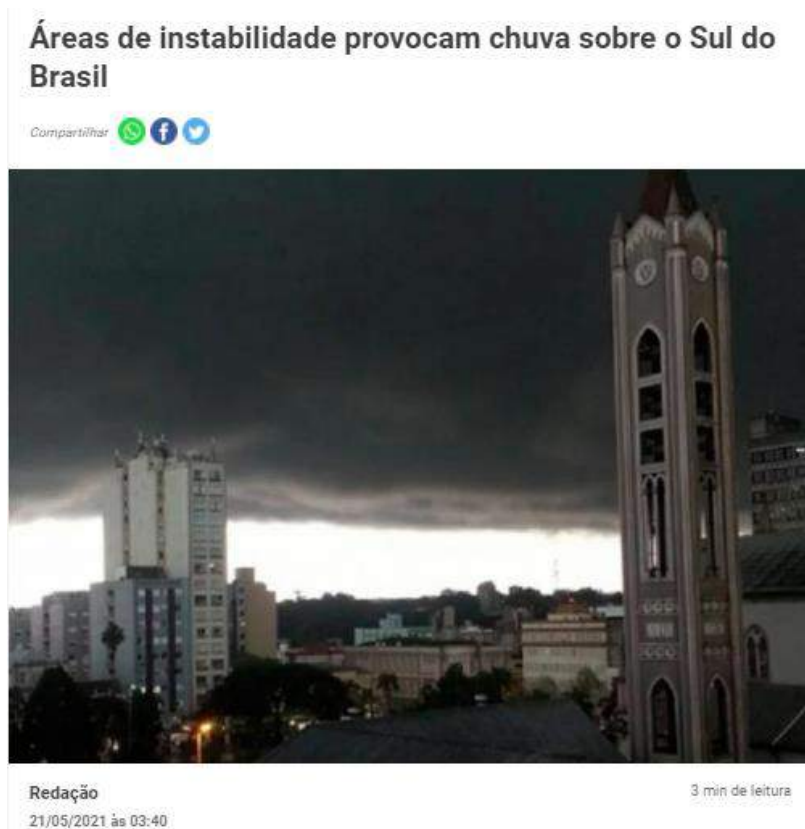 Áreas de instabilidade provocam chuva sobre o Sul do
Brasil
Compartilhar
Redação
3 min de leitura
21/05/2021 às 03:40